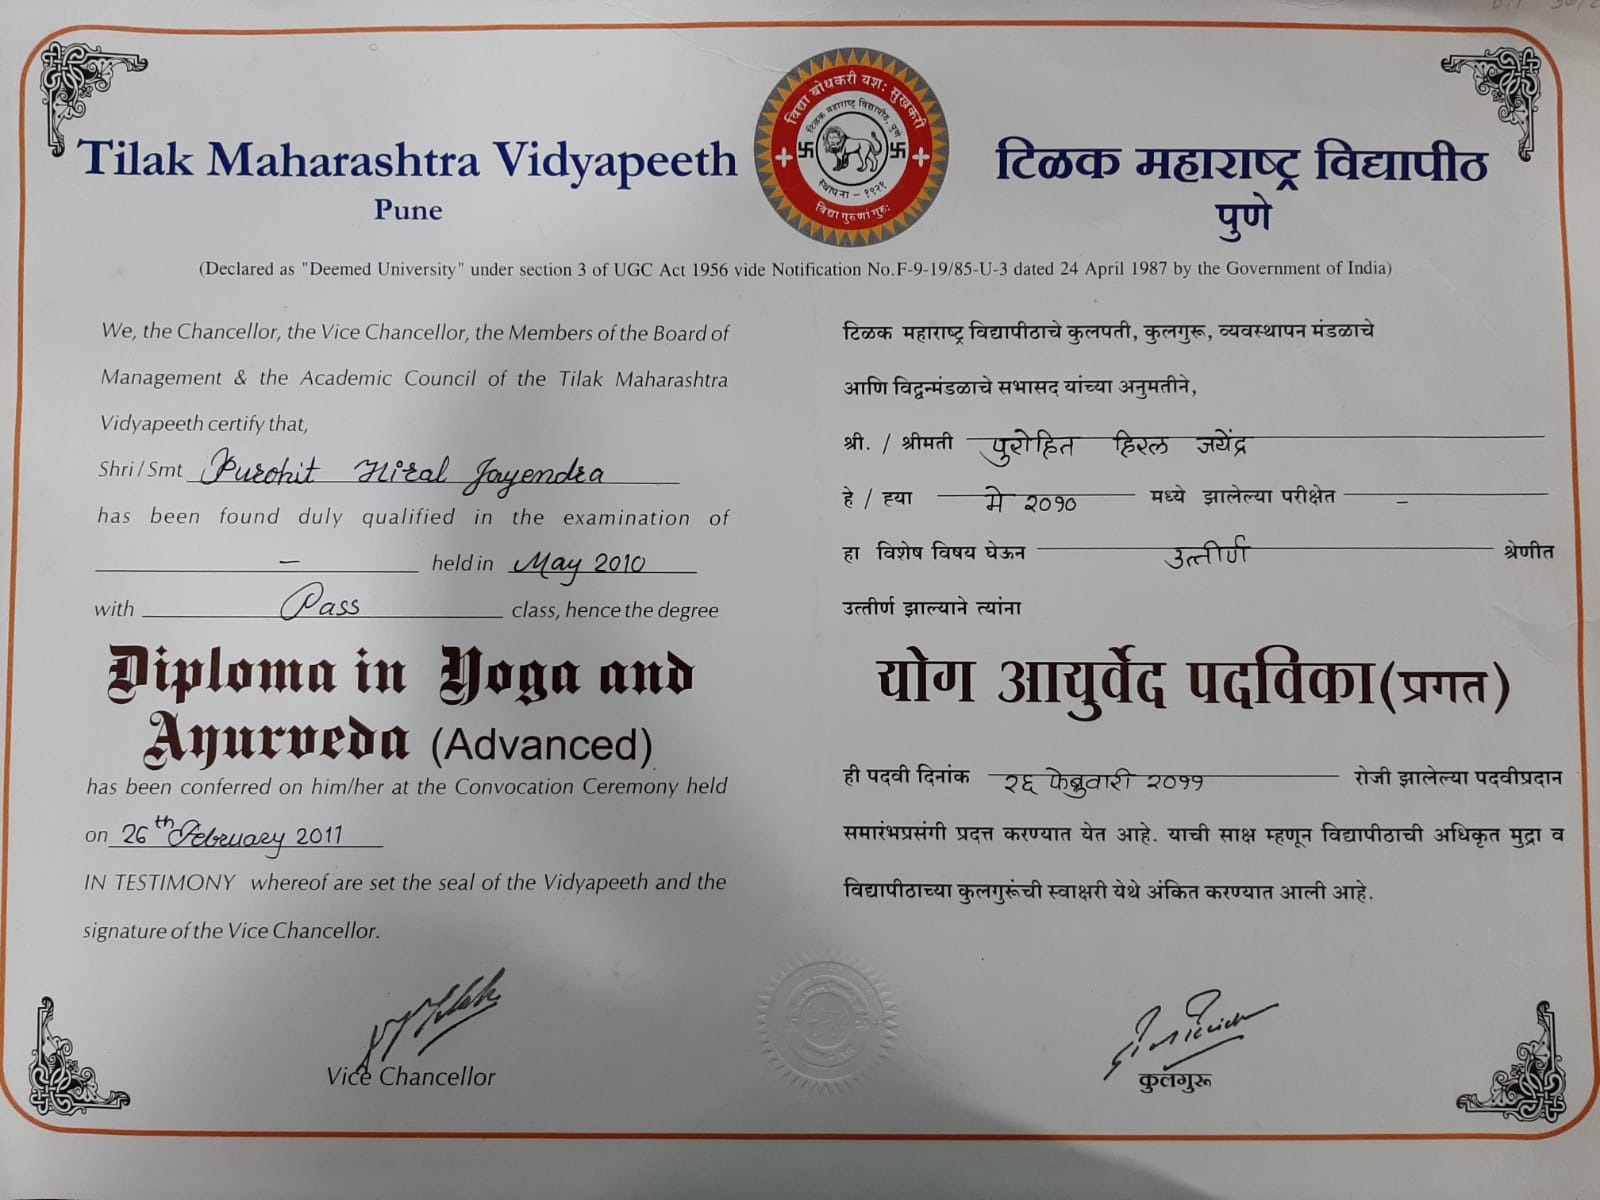 विद्या बोधकरी यशः सुखकरी
टिळक महाराष्ट्र विद्यापीठ, पुणे
स्थापना - १९२१
विद्या गुरुणां गुरुः
Tilak Maharashtra Vidyapeeth
Pune
टिळक महाराष्ट्र विद्यापीठ
पुणे
(Declared as "Deemed University" under section 3 of UGC Act 1956 vide Notification No.F-9-19/85-U-3 dated 24 April 1987 by the Government of India)
We, the Chancellor, the Vice Chancellor, the Members of the Board of
Management & the Academic Council of the Tilak Maharashtra
Vidyapeeth certify that,
Shri / Smt Purohit Hiral Jayendra
has been found duly qualified in the examination of
– held in May 2010
with Pass class, hence the degree
Diploma in Yoga and
Ayurveda (Advanced)
has been conferred on him/her at the Convocation Ceremony held
on 26th February 2011
IN TESTIMONY whereof are set the seal of the Vidyapeeth and the
signature of the Vice Chancellor.
Vice Chancellor
टिळक महाराष्ट्र विद्यापीठाचे कुलपती, कुलगुरू, व्यवस्थापन मंडळाचे
आणि विद्वन्मंडळाचे सभासद यांच्या अनुमतीने,
श्री. / श्रीमती पुरोहित हिरल जयेंद्र
हे / ह्या मे २०१० मध्ये झालेल्या परीक्षेत –
हा विशेष विषय घेऊन उत्तीर्ण श्रेणीत
उत्तीर्ण झाल्याने त्यांना
योग आयुर्वेद पदविका(प्रगत)
ही पदवी दिनांक २६ फेब्रुवारी २०११ रोजी झालेल्या पदवीप्रदान
समारंभप्रसंगी प्रदत्त करण्यात येत आहे. याची साक्ष म्हणून विद्यापीठाची अधिकृत मुद्रा व
विद्यापीठाच्या कुलगुरूंची स्वाक्षरी येथे अंकित करण्यात आली आहे.
कुलगुरू